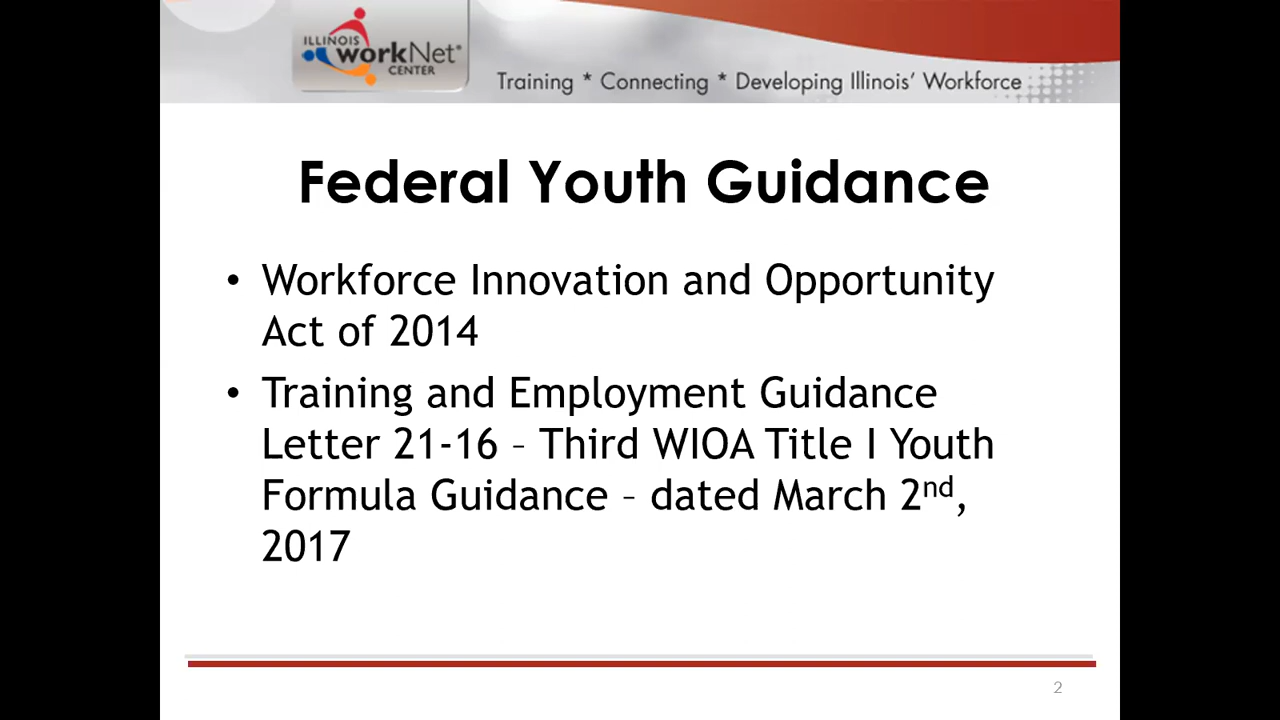 ILLINOIS
workNet®
CENTER
Training * Connecting * Developing Illinois’ Workforce
Federal Youth Guidance
• Workforce Innovation and Opportunity
Act of 2014
• Training and Employment Guidance
Letter 21-16 – Third WIOA Title I Youth
Formula Guidance – dated March 2nd,
2017
2